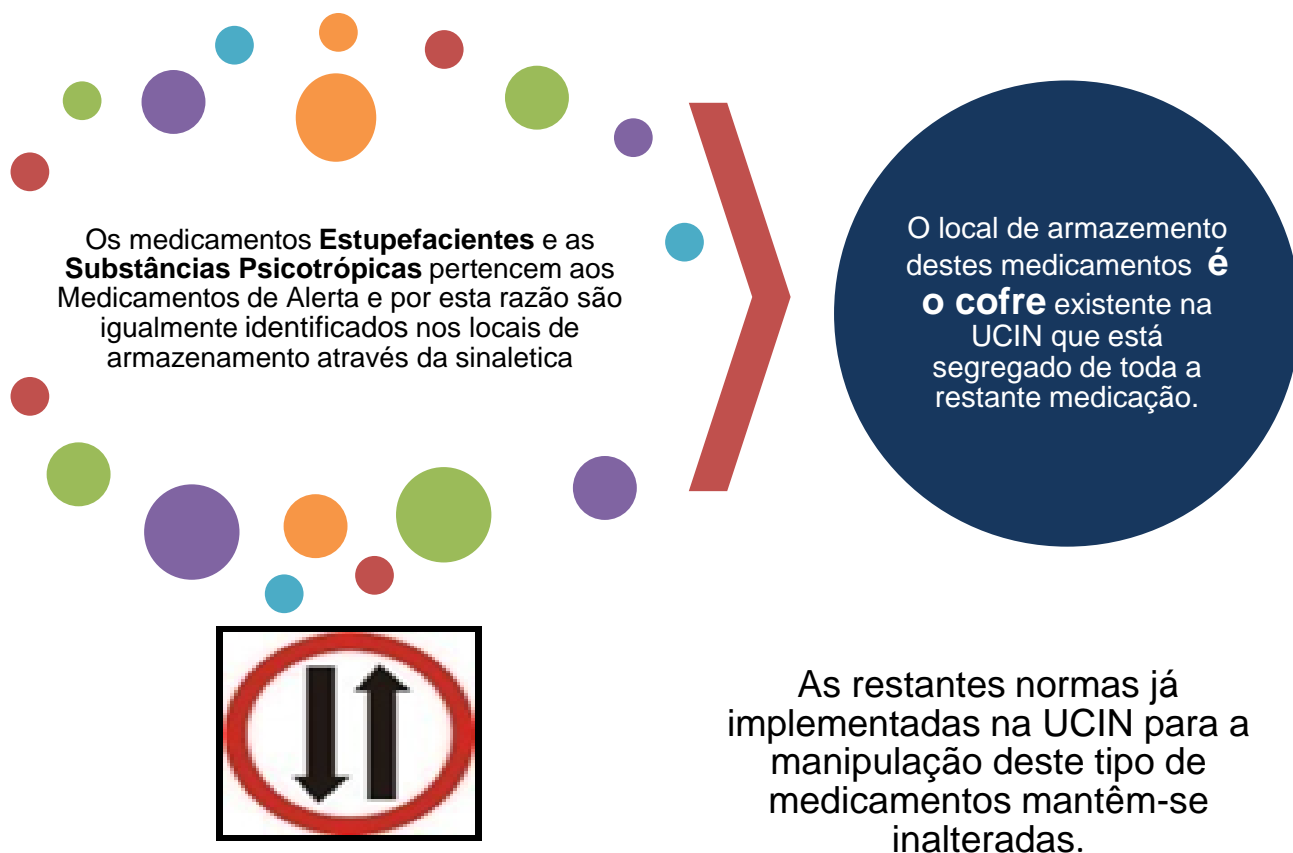 Os medicamentos Estupefacientes e as
Substâncias Psicotrópicas pertencem aos
Medicamentos de Alerta e por esta razão são
igualmente identificados nos locais de
armazenamento através da sinaletica
O local de armazemento
destes medicamentos é
o cofre existente na
UCIN que está
segregado de toda a
restante medicação.
As restantes normas já
implementadas na UCIN para a
manipulação deste tipo de
medicamentos mantêm-se
inalteradas.